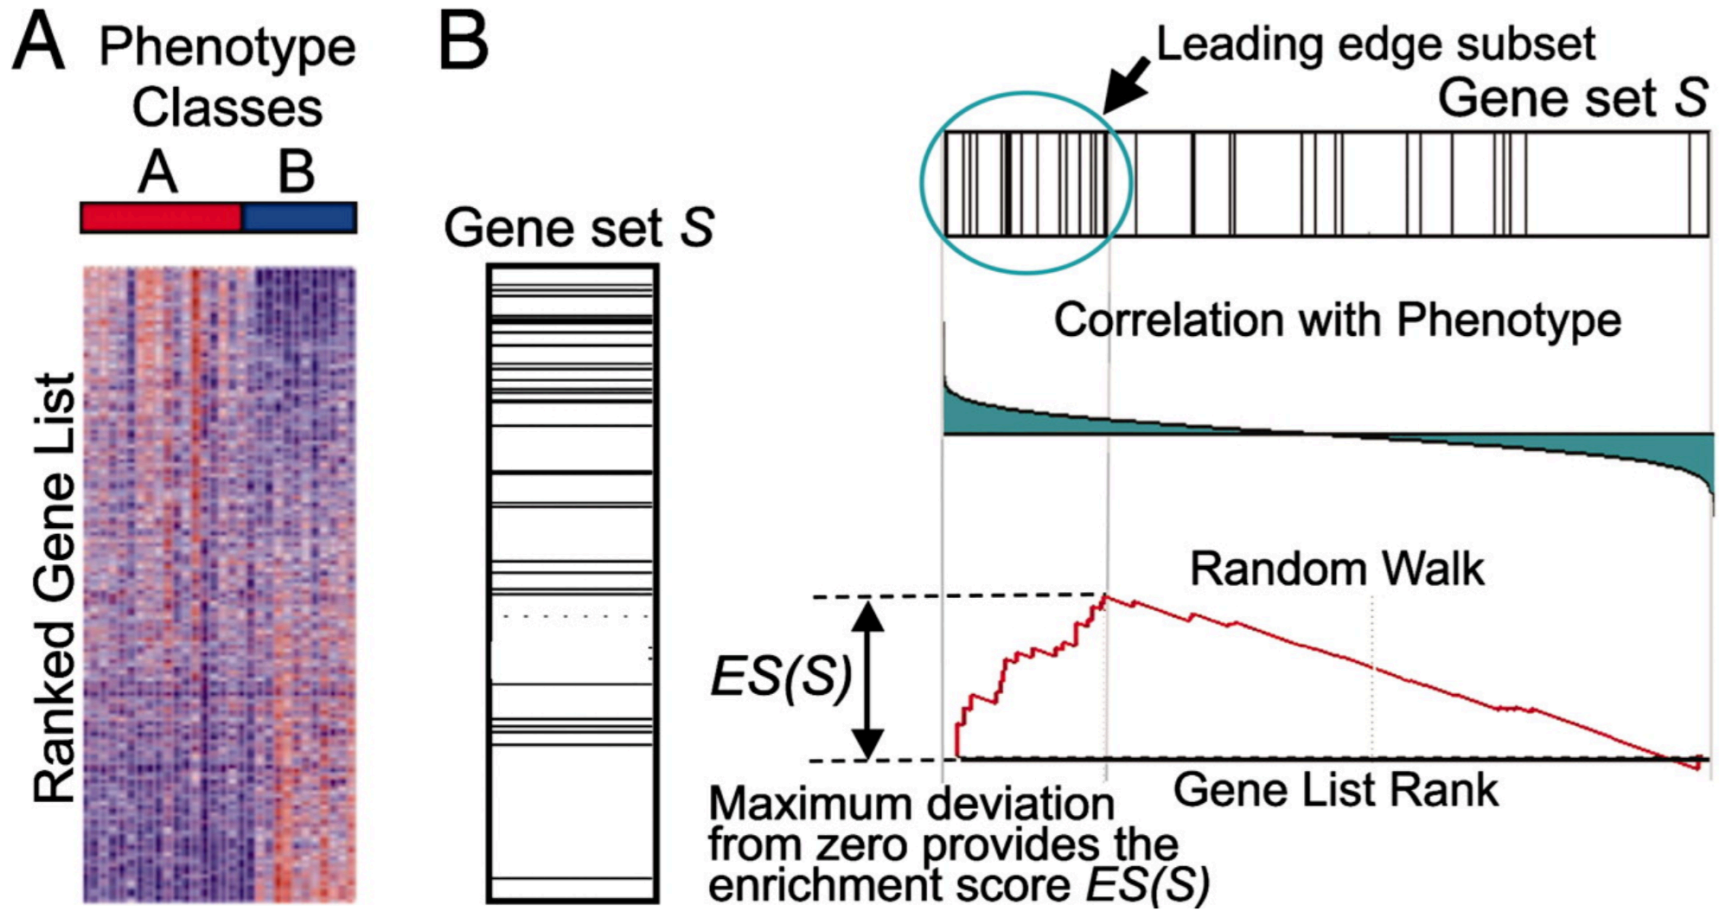 A
Phenotype
Classes
A
B
Ranked Gene List
B
Gene set S
Leading edge subset
Gene set S
Correlation with Phenotype
Random Walk
ES(S)
Gene List Rank
Maximum deviation
from zero provides the
enrichment score ES(S)